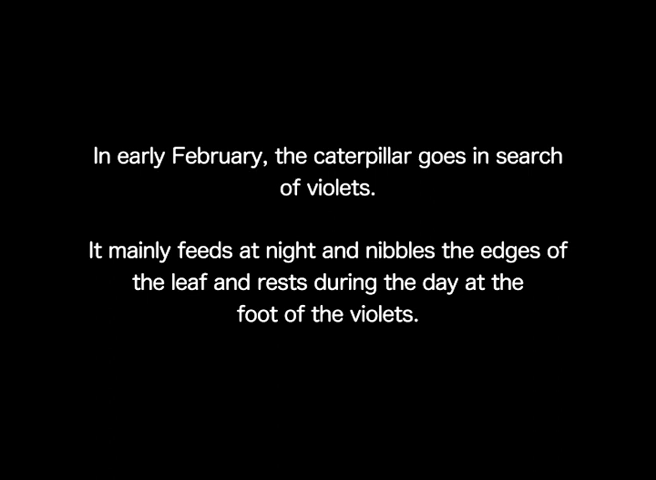 In early February, the caterpillar goes in search
of violets.
It mainly feeds at night and nibbles the edges of
the leaf and rests during the day at the
foot of the violets.